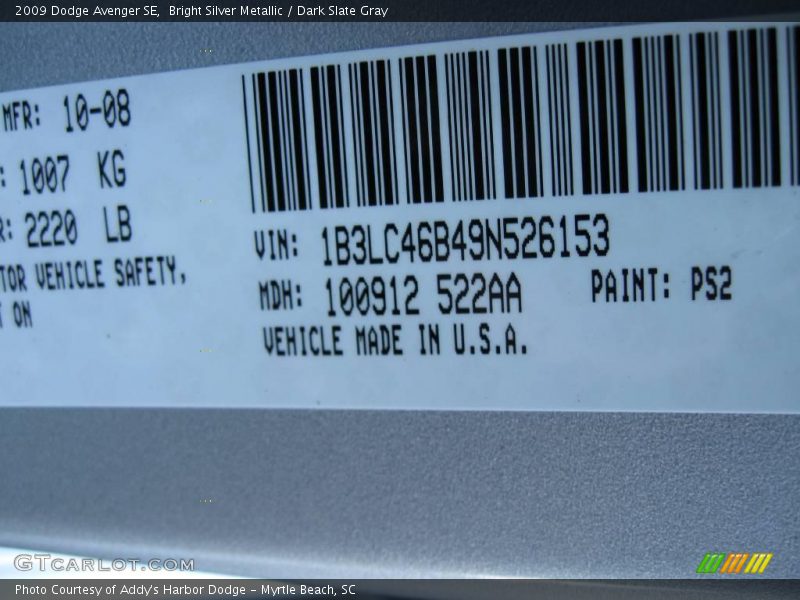 2009 Dodge Avenger SE,  Bright Silver Metallic / Dark Slate Gray
MFR: 10-08
: 1007 KG
R: 2220 LB
TOR VEHICLE SAFETY,
ON
VIN: 1B3LC46B49N526153
MDH: 100912 522AA
PAINT: PS2
VEHICLE MADE IN U.S.A.
GTCARLOT.COM
Photo Courtesy of Addy's Harbor Dodge - Myrtle Beach, SC